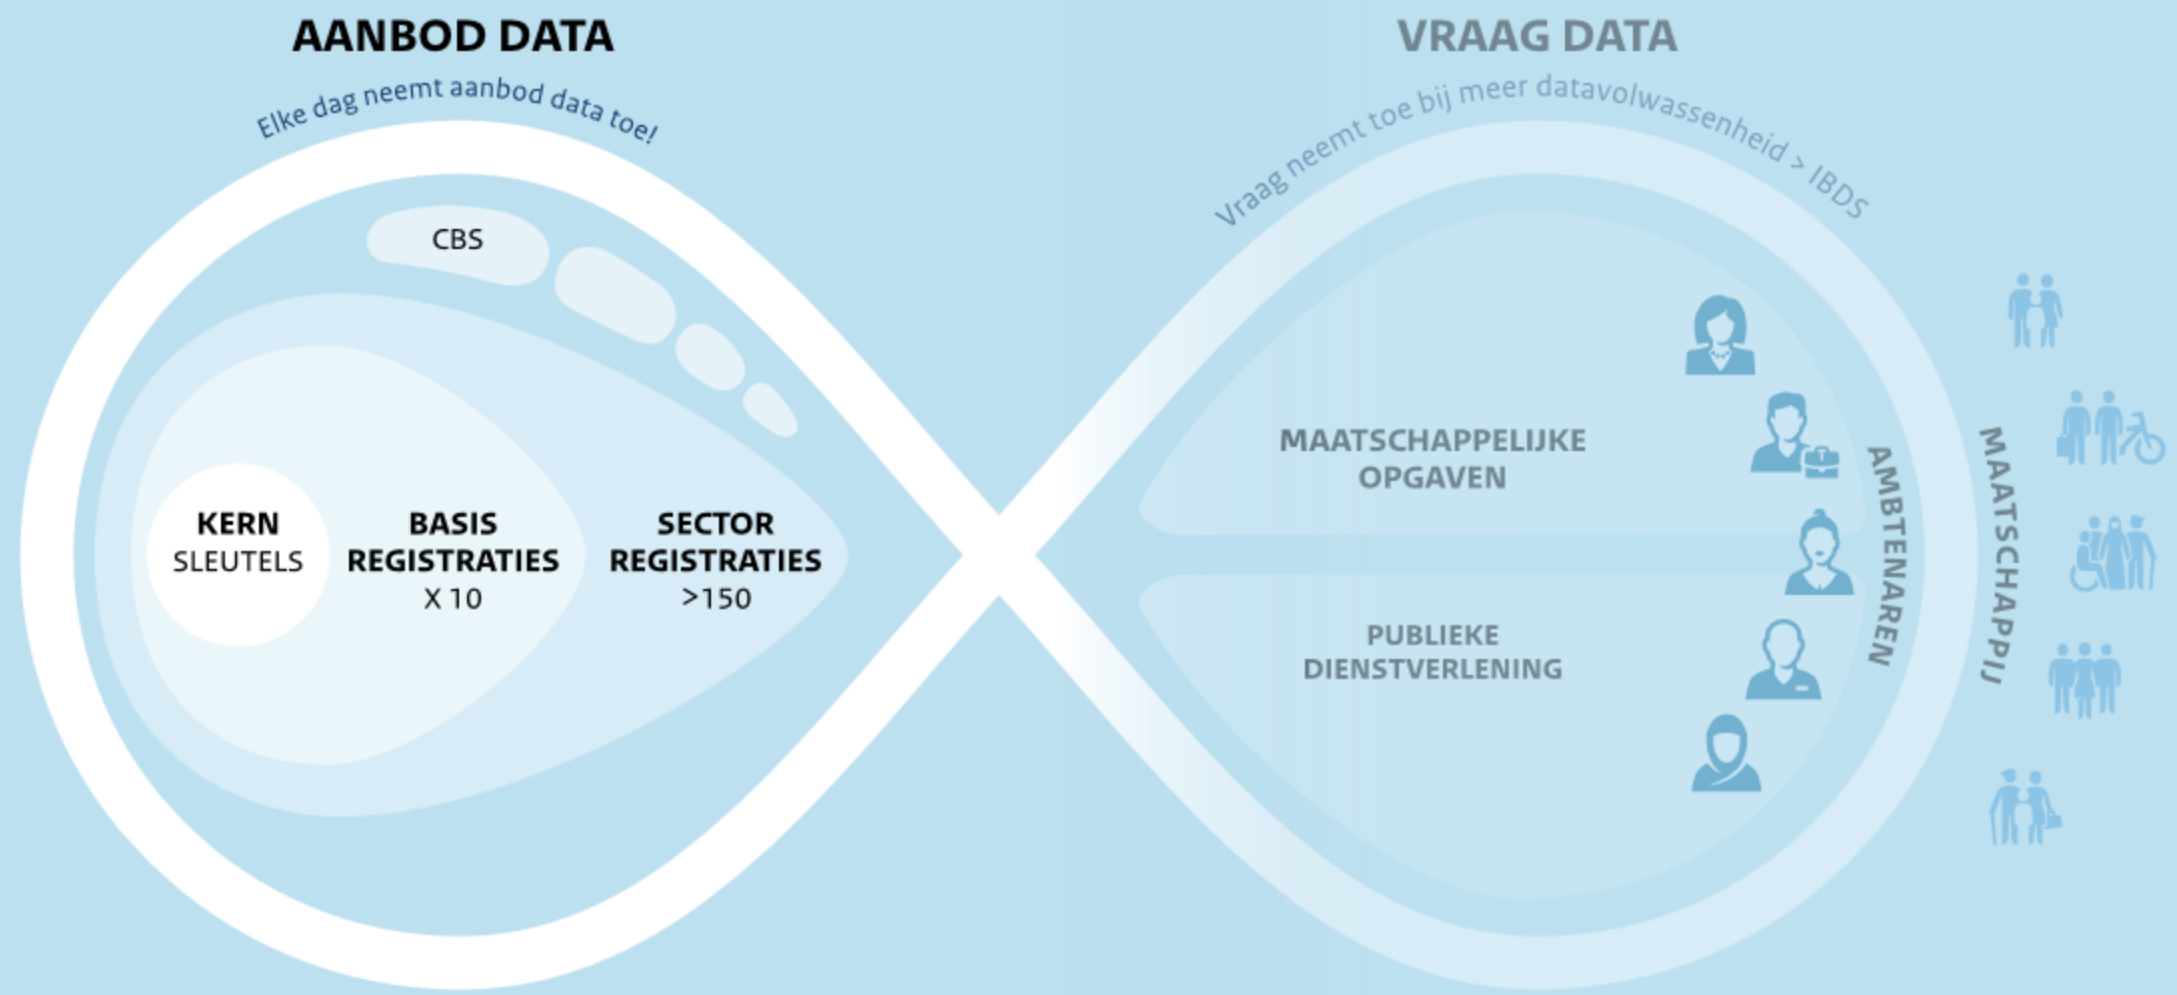 AANBOD DATA
Elke dag neemt aanbod data toe!
CBS
KERN
SLEUTELS
BASIS
REGISTRATIES
X 10
SECTOR
REGISTRATIES
>150
VRAAG DATA
Vraag neemt toe bij meer datavolwassenheid > IBDS
MAATSCHAPPELIJKE
OPGAVEN
PUBLIEKE
DIENSTVERLENING
AMBTENAREN
MAATSCHAPPIJ